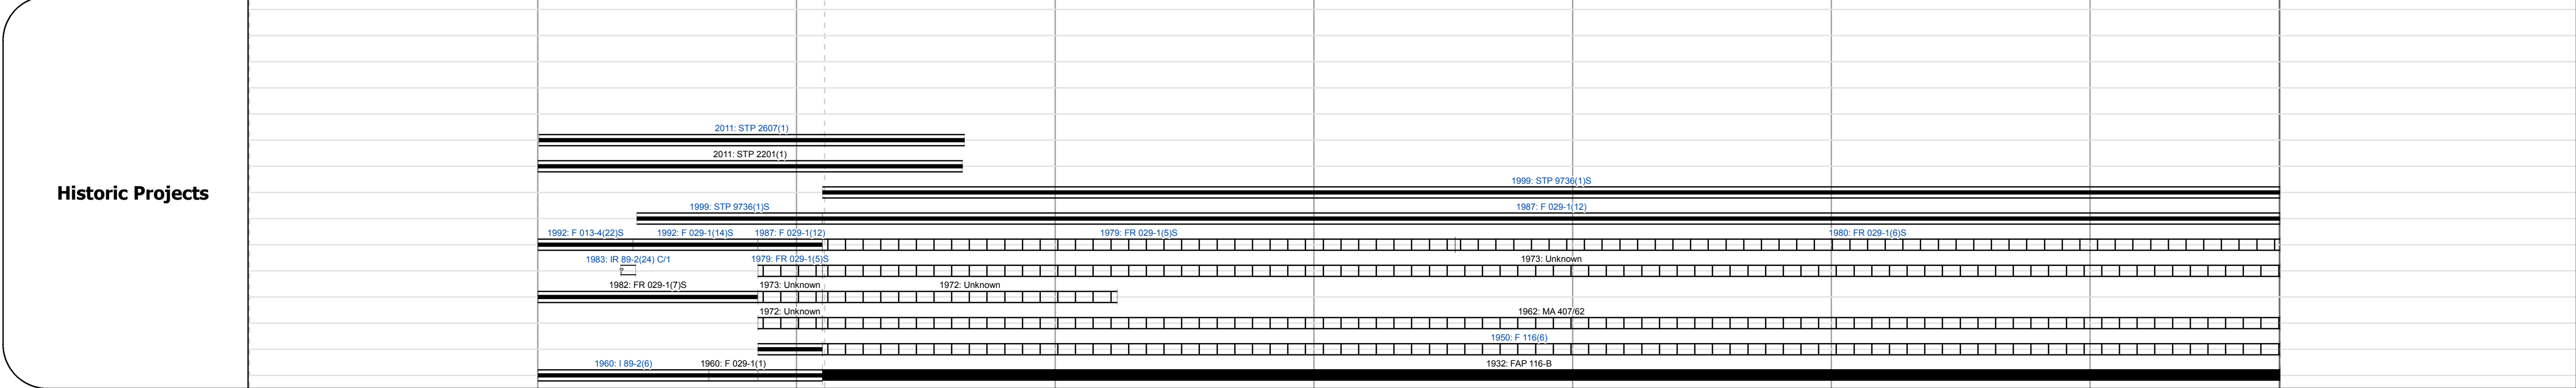 Historic Projects
2011: STP 2607(1)
2011: STP 2201(1)
1999: STP 9736(1)S
1999: STP 9736(1)S 1987: F 029-1(12)
1992: F 013-4(22)S 1992: F 029-1(14)S 1987: F 029-1(12) 1979: FR 029-1(5)S 1980: FR 029-1(6)S
1983: IR 89-2(24) C/1 1979: FR 029-1(5)S 1973: Unknown
1982: FR 029-1(7)S 1973: Unknown 1972: Unknown
1972: Unknown 1962: MA 407/62
1950: F 116(6)
1960: I 89-2(6) 1960: F 029-1(1) 1932: FAP 116-B